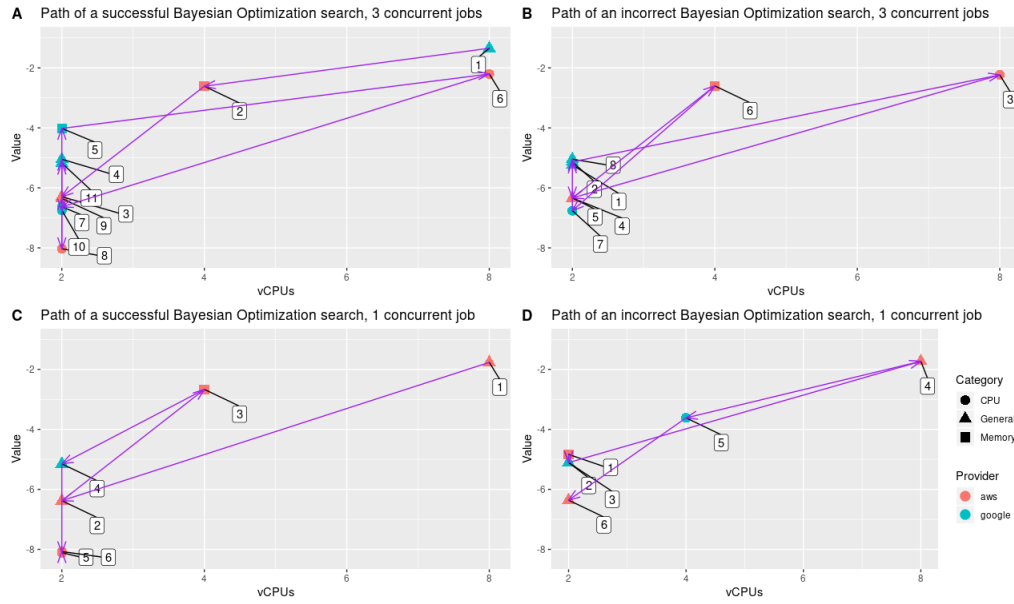 A Path of a successful Bayesian Optimization search, 3 concurrent jobs
-2
-4
-6
-8
Value
1
2
6
5
4
11
3
7
9
10
8
2 4 6 8
vCPUs
B Path of an incorrect Bayesian Optimization search, 3 concurrent jobs
-2
-4
-6
-8
Value
3
6
8
2
1
5
4
7
2 4 6 8
vCPUs
C Path of a successful Bayesian Optimization search, 1 concurrent job
-2
-4
-6
-8
Value
1
3
4
2
5 6
2 4 6 8
vCPUs
D Path of an incorrect Bayesian Optimization search, 1 concurrent job
-2
-4
-6
-8
Value
4
5
1
2
3
6
2 4 6 8
vCPUs
Category
CPU
General
Memory
Provider
aws
google